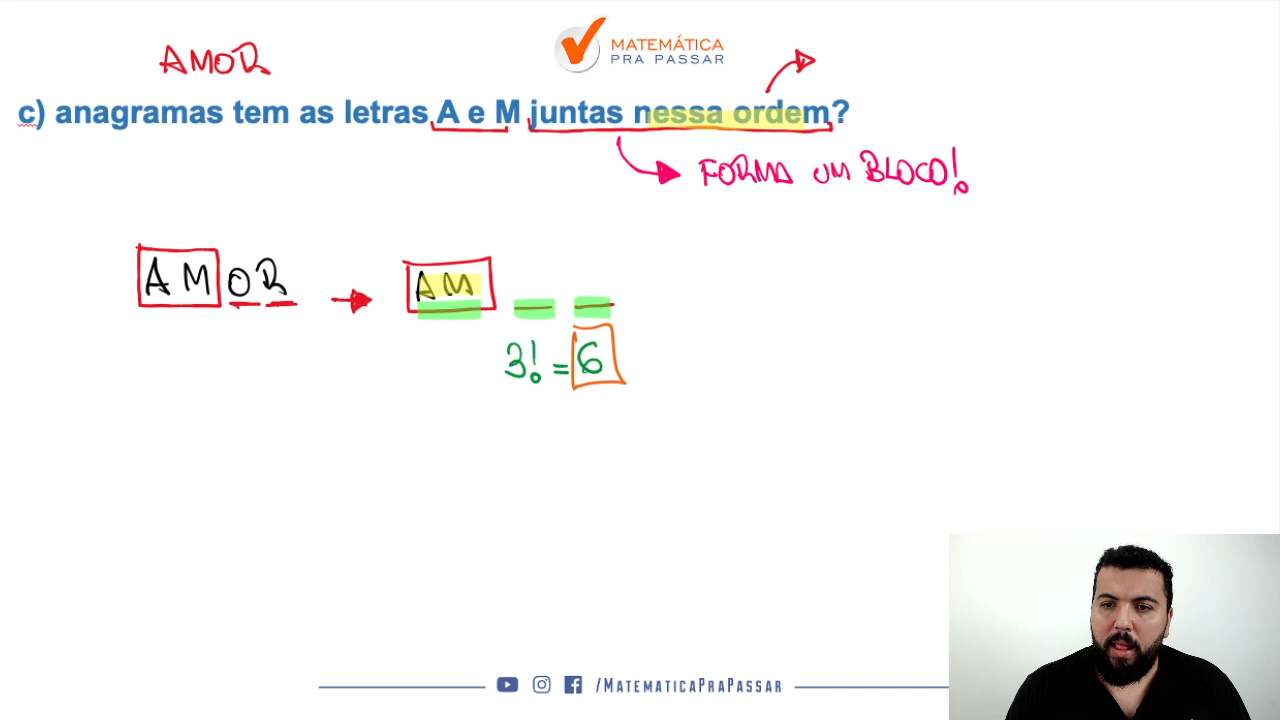 MATEMÁTICA
PRA PASSAR
AMOR
c) anagramas tem as letras A e M juntas nessa ordem?
FORMA UM BLOCO!
AMOR
AM _ _
3! = 6
/MATEMATICAPRAPASSAR